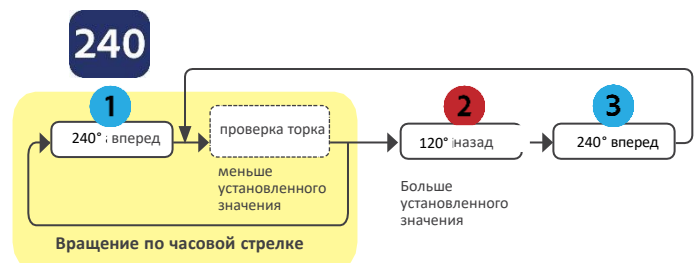 240
1
2
3
240° вперед
проверка торка
120° назад
240° вперед
меньше
установленного
значения
Больше
установленного
значения
Вращение по часовой стрелке